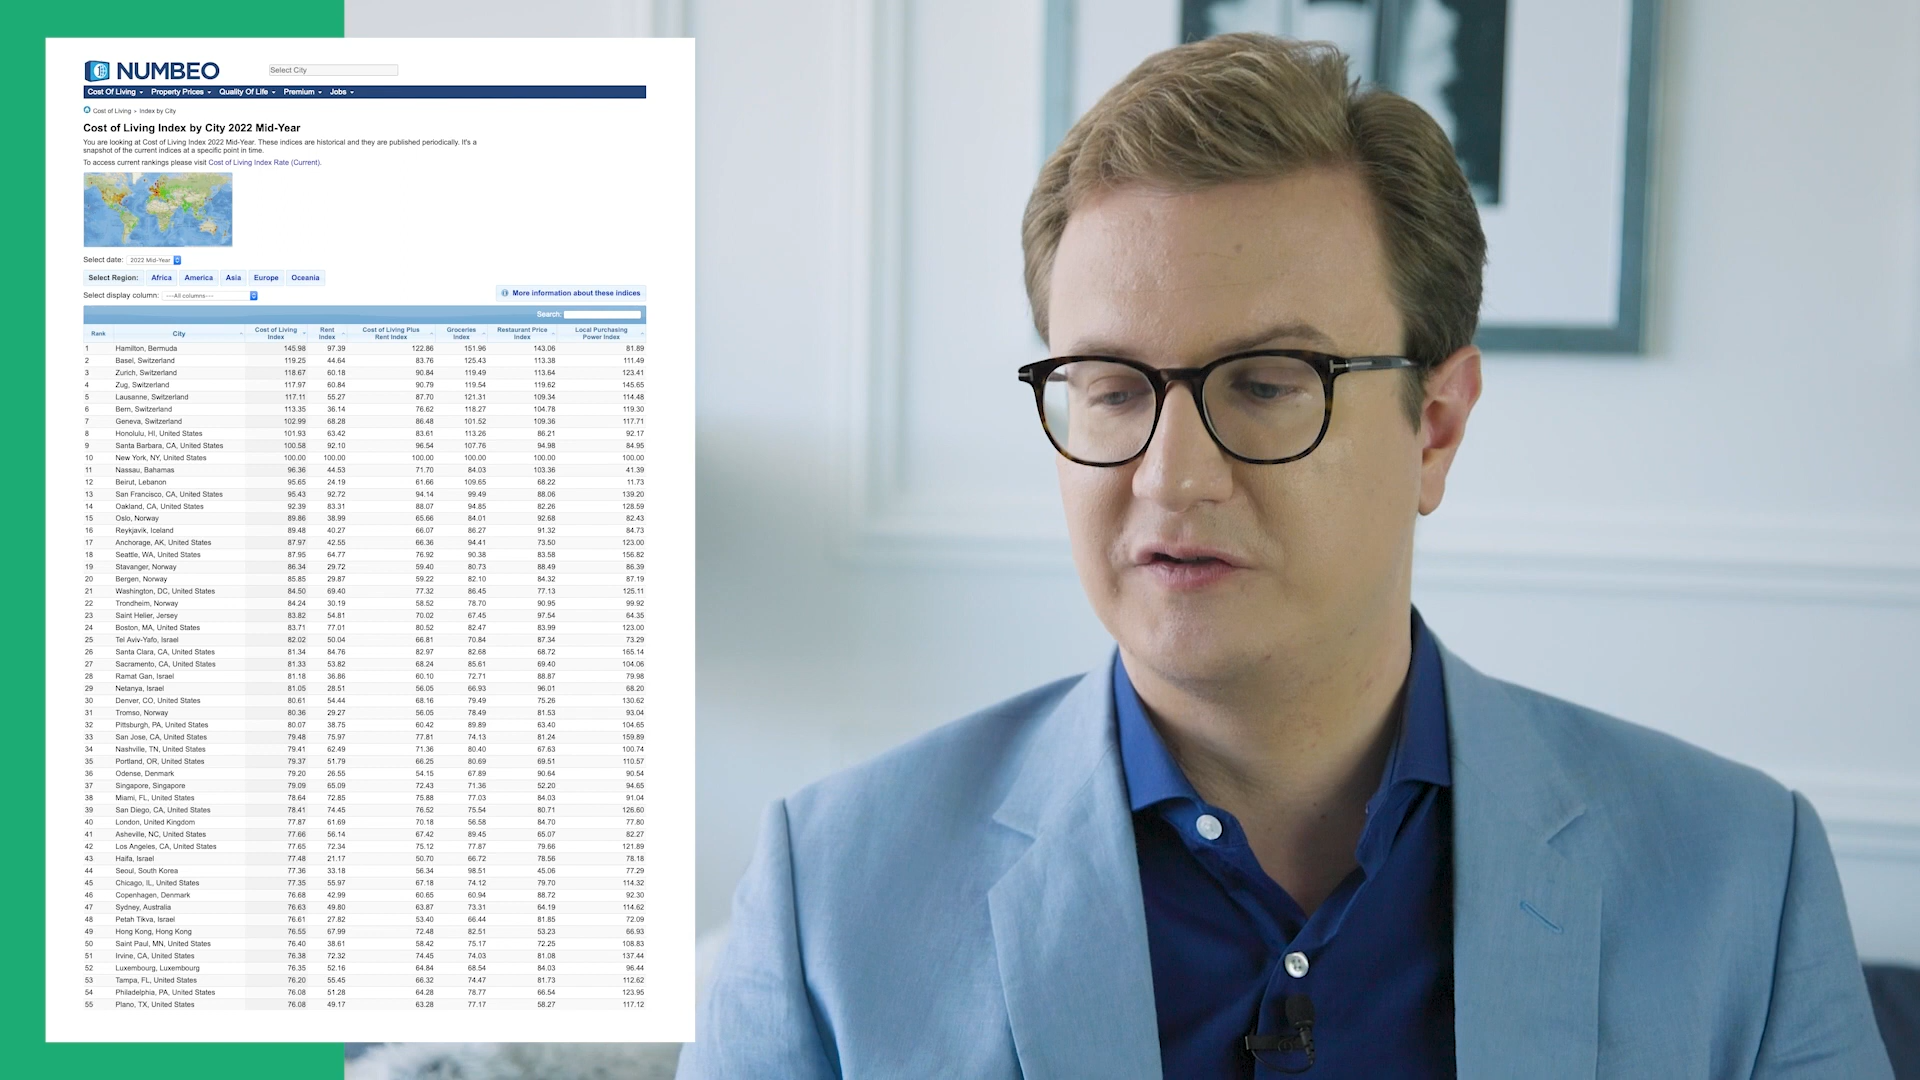 NUMBEO
Select City
Cost Of Living Property Prices Quality Of Life Premium Jobs
Cost of Living > Index by City
Cost of Living Index by City 2022 Mid-Year
You are looking at Cost of Living Index 2022 Mid-Year. These indices are historical and they are published periodically. It's a
snapshot of the current indices at a specific point in time.
To access current rankings please visit Cost of Living Index Rate (Current).
Select date: 2022 Mid-Year
Select Region: Africa America Asia Europe Oceania
Select display column: ---All columns---
More information about these indices
Search:
Rank City Cost of Living Index Rent Index Cost of Living Plus Rent Index Groceries Index Restaurant Price Index Local Purchasing Power Index
1 Hamilton, Bermuda 145.98 97.39 122.86 151.96 143.06 81.89
2 Basel, Switzerland 119.25 44.64 83.76 125.43 113.38 111.49
3 Zurich, Switzerland 118.67 60.18 90.84 119.49 113.64 123.41
4 Zug, Switzerland 117.97 60.84 90.79 119.54 119.62 145.65
5 Lausanne, Switzerland 117.11 55.27 87.70 121.31 109.34 114.48
6 Bern, Switzerland 113.35 36.14 76.62 118.27 104.78 119.30
7 Geneva, Switzerland 102.99 68.28 86.48 101.52 109.36 117.71
8 Honolulu, HI, United States 101.93 63.42 83.61 113.26 86.21 92.17
9 Santa Barbara, CA, United States 100.58 92.10 96.54 107.76 94.98 84.95
10 New York, NY, United States 100.00 100.00 100.00 100.00 100.00 100.00
11 Nassau, Bahamas 96.36 44.53 71.70 84.03 103.36 41.39
12 Beirut, Lebanon 95.65 24.19 61.66 109.65 68.22 11.73
13 San Francisco, CA, United States 95.43 92.72 94.14 99.49 88.06 139.20
14 Oakland, CA, United States 92.39 83.31 88.07 94.85 82.26 128.59
15 Oslo, Norway 89.86 38.99 65.66 84.01 92.68 82.43
16 Reykjavik, Iceland 89.48 40.27 66.07 86.27 91.32 84.73
17 Anchorage, AK, United States 87.97 42.55 66.36 94.41 73.50 123.00
18 Seattle, WA, United States 87.95 64.77 76.92 90.38 83.58 156.82
19 Stavanger, Norway 86.34 29.72 59.40 80.73 88.49 86.39
20 Bergen, Norway 85.85 29.87 59.22 82.10 84.32 87.19
21 Washington, DC, United States 84.50 69.40 77.32 86.45 77.13 125.11
22 Trondheim, Norway 84.24 30.19 58.52 78.70 90.95 99.92
23 Saint Helier, Jersey 83.82 54.81 70.02 67.45 97.54 64.35
24 Boston, MA, United States 83.71 77.01 80.52 82.47 83.99 123.00
25 Tel Aviv-Yafo, Israel 82.02 50.04 66.81 70.84 87.34 73.29
26 Santa Clara, CA, United States 81.34 84.76 82.97 82.68 68.72 165.14
27 Sacramento, CA, United States 81.33 53.82 68.24 85.61 69.40 104.06
28 Ramat Gan, Israel 81.18 36.86 60.10 72.71 88.87 79.98
29 Netanya, Israel 81.05 28.51 56.05 66.93 96.01 68.20
30 Denver, CO, United States 80.61 54.44 68.16 79.49 75.26 130.62
31 Tromso, Norway 80.36 29.27 56.05 78.49 81.53 93.04
32 Pittsburgh, PA, United States 80.07 38.75 60.42 89.89 63.40 104.65
33 San Jose, CA, United States 79.48 75.97 77.81 74.13 81.24 159.89
34 Nashville, TN, United States 79.41 62.49 71.36 80.40 67.63 100.74
35 Portland, OR, United States 79.37 51.79 66.25 80.69 69.51 110.57
36 Odense, Denmark 79.20 26.55 54.15 67.89 90.64 90.54
37 Singapore, Singapore 79.09 65.09 72.43 71.36 52.20 94.65
38 Miami, FL, United States 78.64 72.85 75.88 77.03 84.03 91.04
39 San Diego, CA, United States 78.41 74.45 76.52 75.54 80.71 126.60
40 London, United Kingdom 77.87 61.69 70.18 56.58 84.70 77.80
41 Asheville, NC, United States 77.66 56.14 67.42 89.45 65.07 82.27
42 Los Angeles, CA, United States 77.65 72.34 75.12 77.87 79.66 121.89
43 Haifa, Israel 77.48 21.17 50.70 66.72 78.56 78.18
44 Seoul, South Korea 77.36 33.18 56.34 98.51 45.06 77.29
45 Chicago, IL, United States 77.35 55.97 67.18 74.12 79.70 114.32
46 Copenhagen, Denmark 76.68 42.99 60.65 60.94 88.72 92.30
47 Sydney, Australia 76.63 49.80 63.87 73.31 64.19 114.62
48 Petah Tikva, Israel 76.61 27.82 53.40 66.44 81.85 72.09
49 Hong Kong, Hong Kong 76.55 67.99 72.48 82.51 53.23 66.93
50 Saint Paul, MN, United States 76.40 38.61 58.42 75.17 72.25 108.83
51 Irvine, CA, United States 76.38 72.32 74.45 74.03 81.08 137.44
52 Luxembourg, Luxembourg 76.35 52.16 64.84 68.54 84.03 96.44
53 Tampa, FL, United States 76.20 55.45 66.32 74.47 81.73 112.62
54 Philadelphia, PA, United States 76.08 51.28 64.28 78.77 66.54 123.95
55 Plano, TX, United States 76.08 49.17 63.28 77.17 58.27 117.12